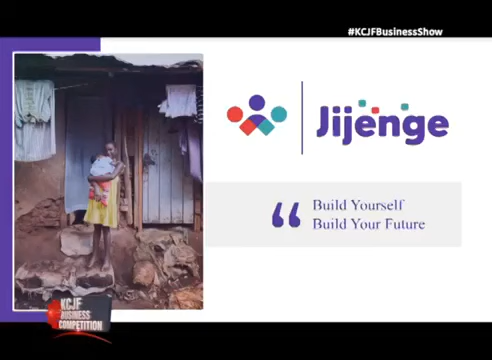 #KCJFBusinessShow
Jijenge
Build Yourself
Build Your Future
KCJF
BUSINESS
COMPETITION